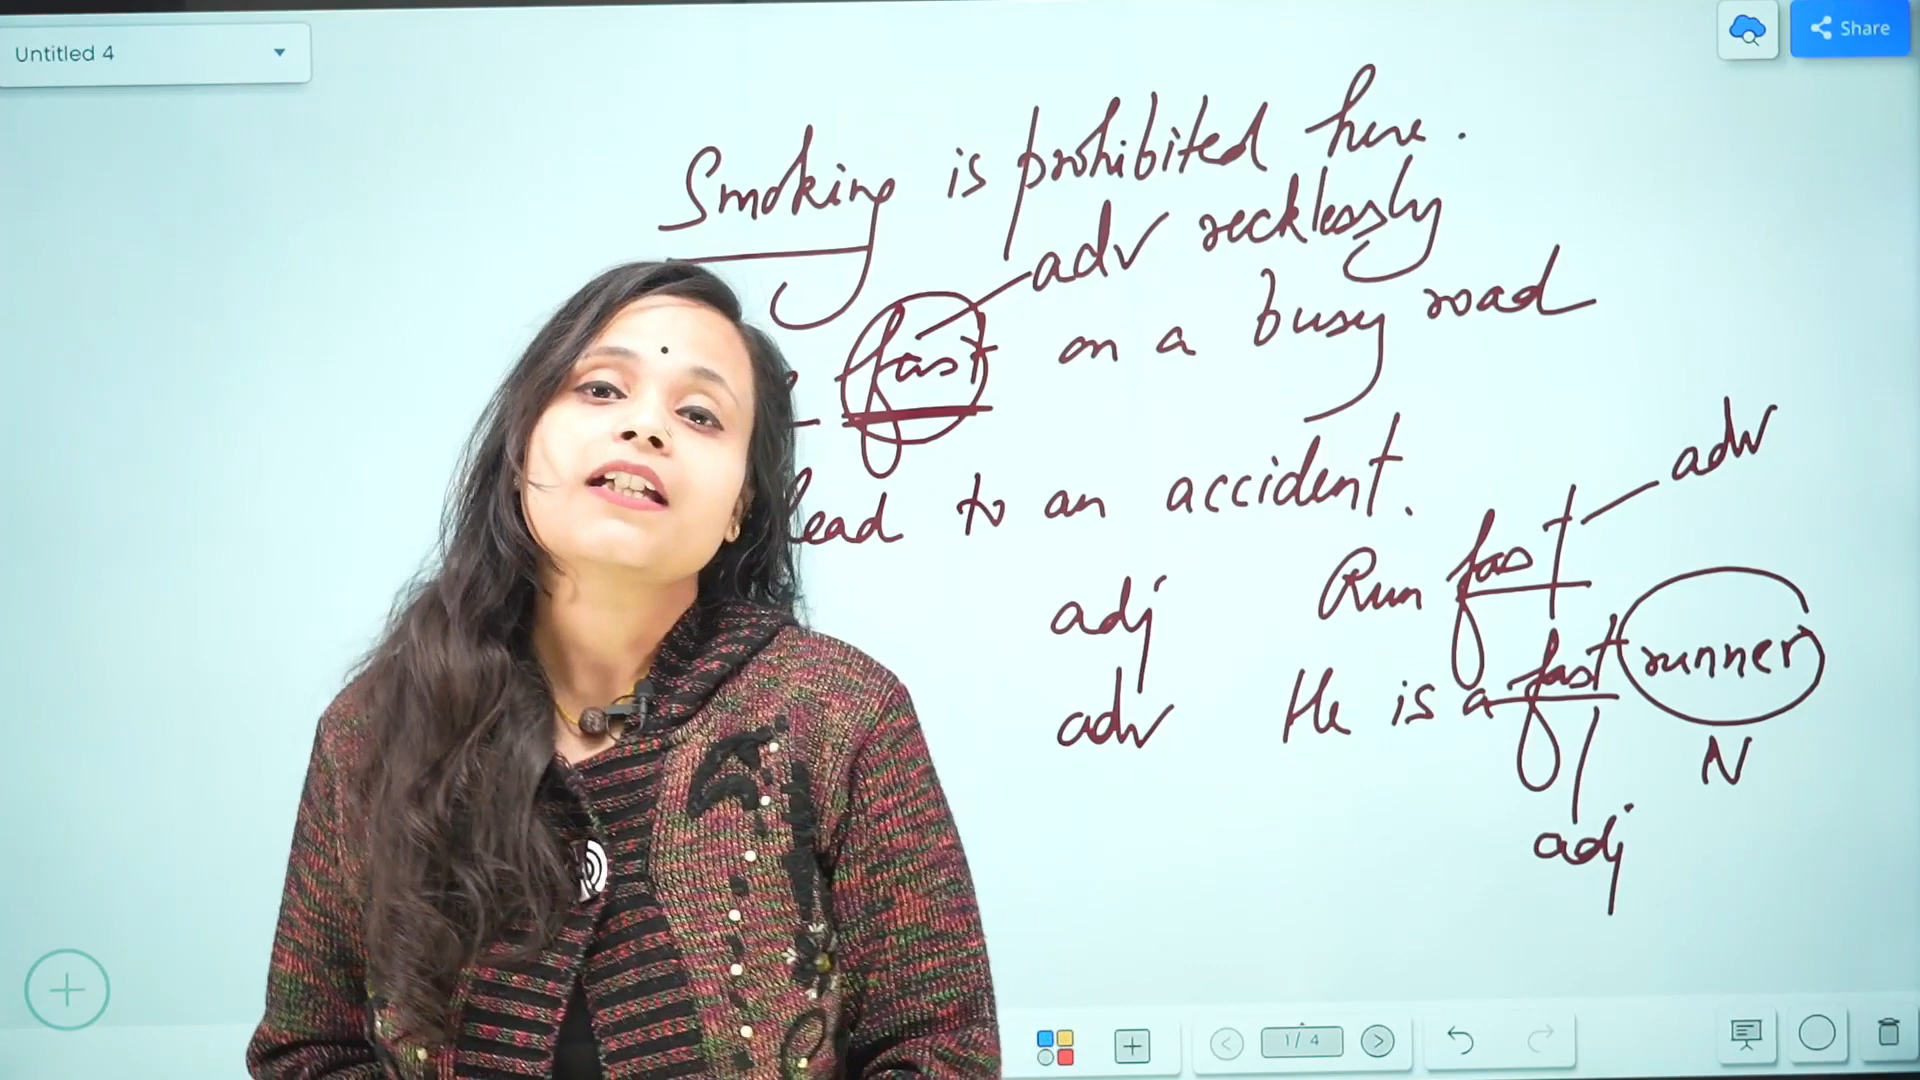 Untitled 4
Share
Smoking is prohibited here.
adv recklessly
fast on a busy road
lead to an accident.
adv
adj
Run fast
adv
He is a fast runner
N
adj
1/4